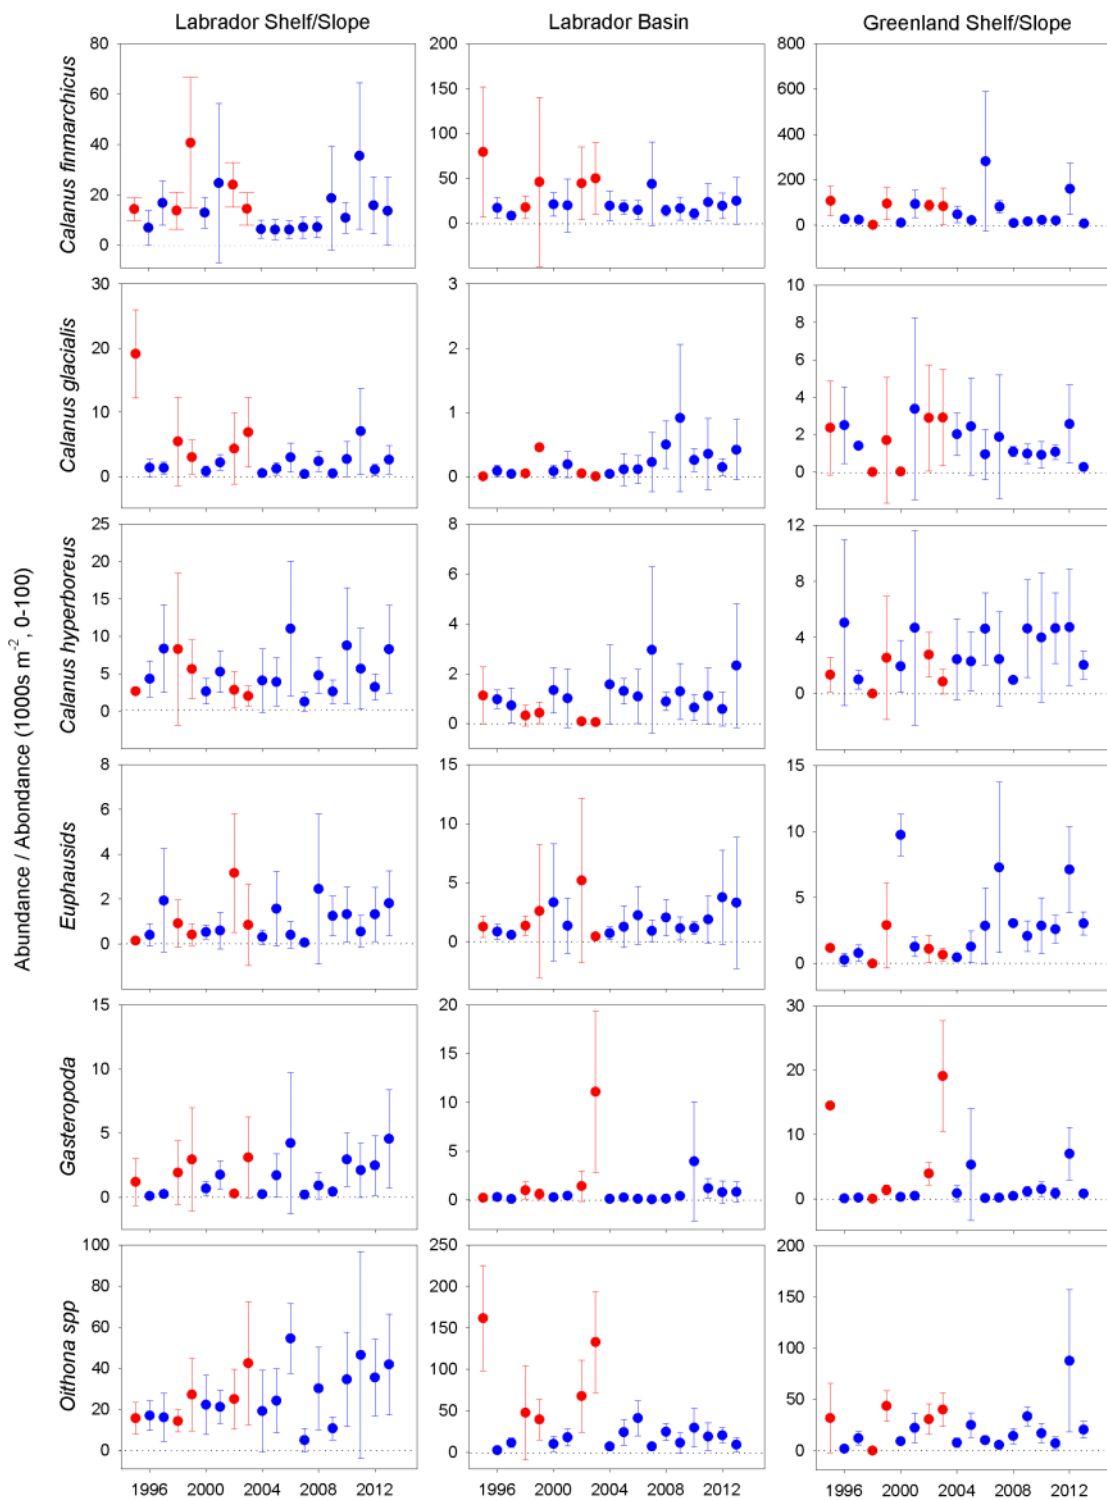 Labrador Shelf/Slope Labrador Basin Greenland Shelf/Slope
Abundance / Abondance (1000s m⁻², 0-100)
Calanus finmarchicus
80 60 40 20 0
200 150 100 50 0
800 600 400 200 0
Calanus glacialis
30 20 10 0
3 2 1 0
10 8 6 4 2 0
Calanus hyperboreus
25 20 15 10 5 0
8 6 4 2 0
12 8 4 0
Euphausids
8 6 4 2 0
15 10 5 0
15 10 5 0
Gasteropoda
15 10 5 0
20 15 10 5 0
30 20 10 0
Oithona spp
100 80 60 40 20 0
250 200 150 100 50 0
200 150 100 50 0
1996 2000 2004 2008 2012 1996 2000 2004 2008 2012 1996 2000 2004 2008 2012